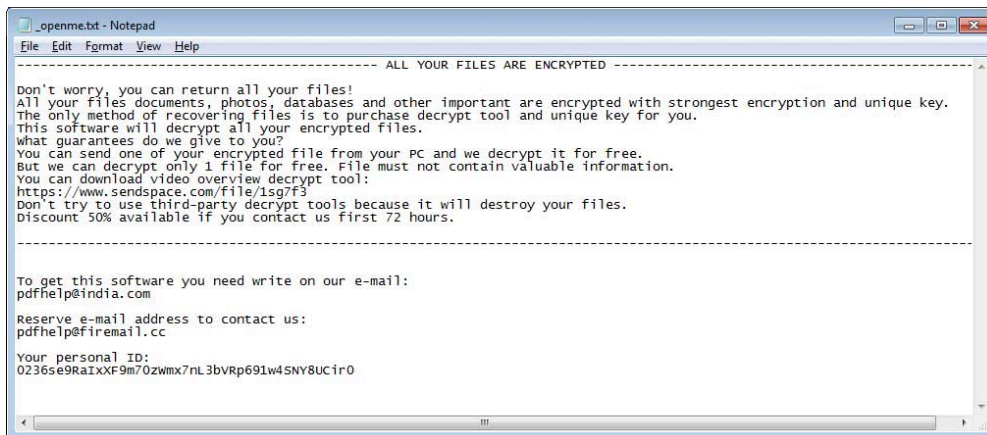 _openme.txt - Notepad
File Edit Format View Help
---------------------------------------------- ALL YOUR FILES ARE ENCRYPTED ----------------------------------------------
Don't worry, you can return all your files!
All your files documents, photos, databases and other important are encrypted with strongest encryption and unique key.
The only method of recovering files is to purchase decrypt tool and unique key for you.
This software will decrypt all your encrypted files.
What guarantees do we give to you?
You can send one of your encrypted file from your PC and we decrypt it for free.
But we can decrypt only 1 file for free. File must not contain valuable information.
You can download video overview decrypt tool:
https://www.sendspace.com/file/1sg7f3
Don't try to use third-party decrypt tools because it will destroy your files.
Discount 50% available if you contact us first 72 hours.
--------------------------------------------------------------------------------------------------------------------------
To get this software you need write on our e-mail:
pdfhelp@india.com
Reserve e-mail address to contact us:
pdfhelp@firemail.cc
Your personal ID:
0236se9RaIxXF9m70zWmx7nL3bVRp691w4SNY8UCir0